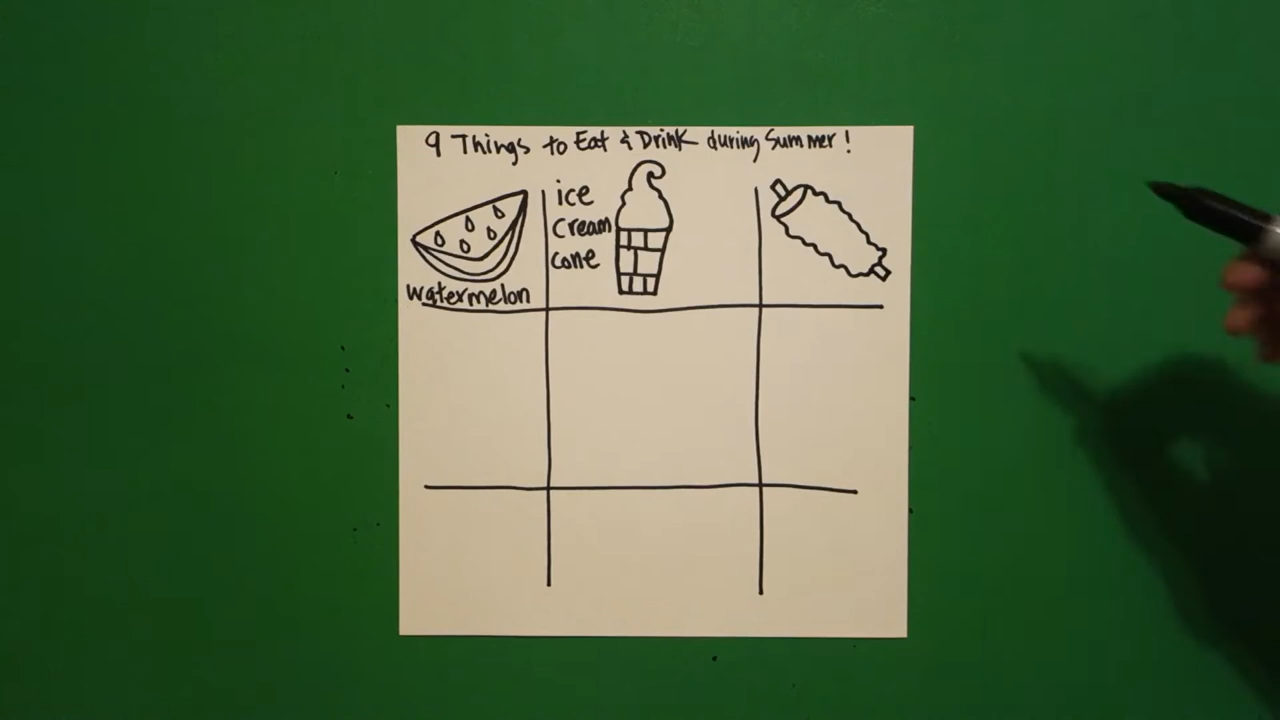 9 Things to Eat & Drink during Summer!
watermelon
ice
cream
cone